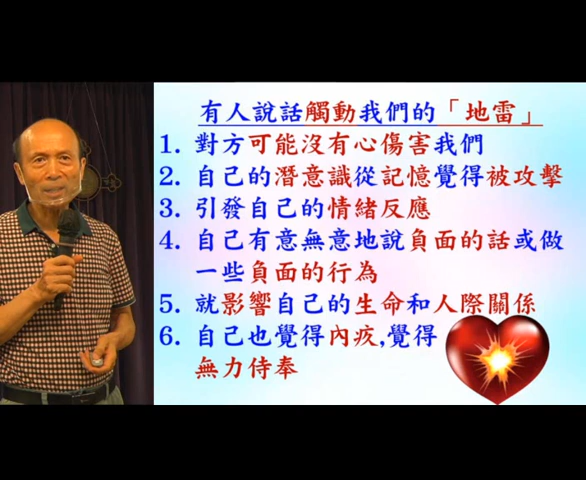 有人說話觸動我們的「地雷」
1. 對方可能沒有心傷害我們
2. 自己的潛意識從記憶覺得被攻擊
3. 引發自己的情緒反應
4. 自己有意無意地說負面的話或做
一些負面的行為
5. 就影響自己的生命和人際關係
6. 自己也覺得內疚,覺得
無力侍奉